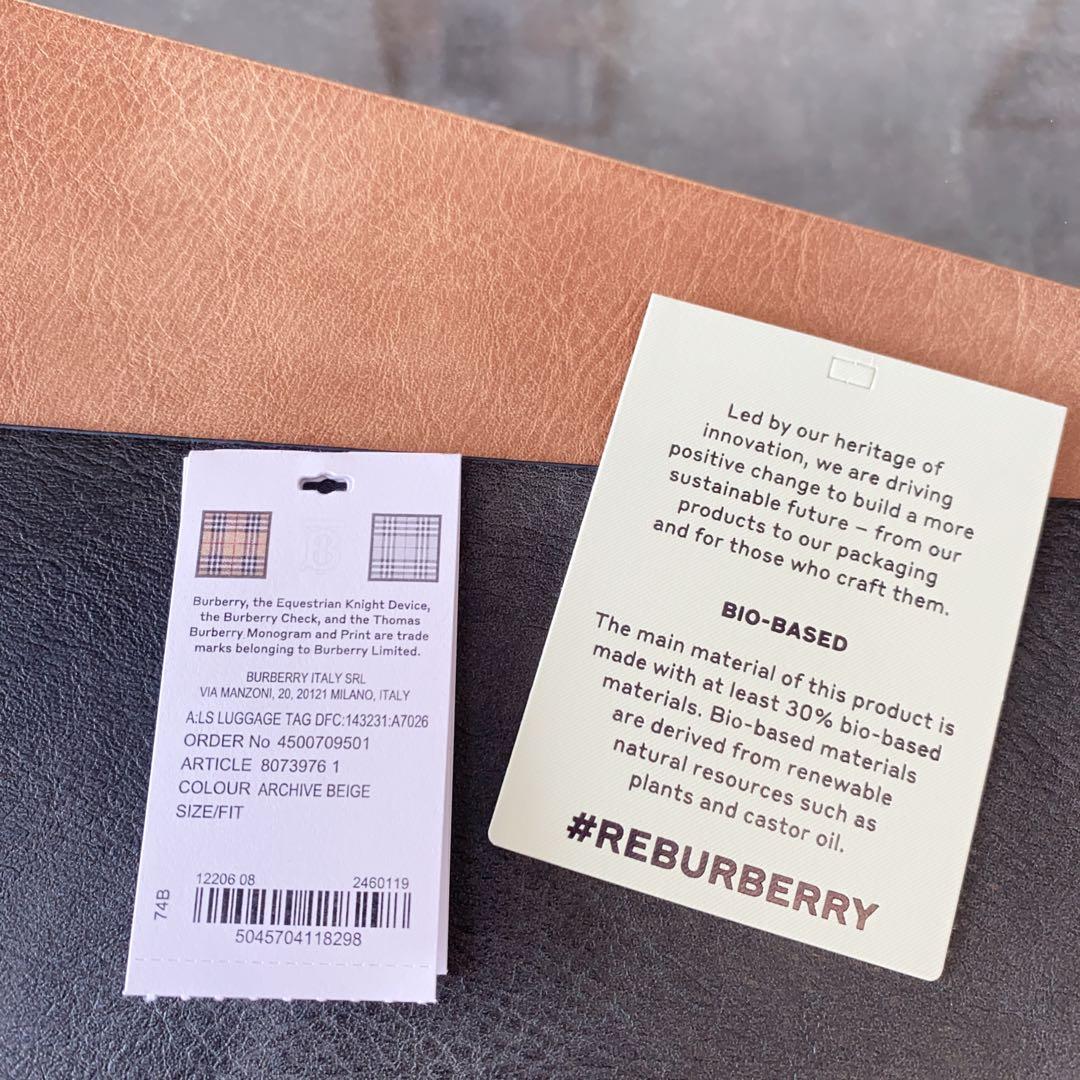 Burberry, the Equestrian Knight Device,
the Burberry Check, and the Thomas
Burberry Monogram and Print are trade
marks belonging to Burberry Limited.
BURBERRY ITALY SRL
VIA MANZONI, 20, 20121 MILANO, ITALY
A:LS LUGGAGE TAG DFC:143231:A7026
ORDER No 4500709501
ARTICLE 8073976 1
COLOUR ARCHIVE BEIGE
SIZE/FIT
74B
12206 08 2460119
5045704118298
Led by our heritage of
innovation, we are driving
positive change to build a more
sustainable future – from our
products to our packaging
and for those who craft them.
BIO-BASED
The main material of this product is
made with at least 30% bio-based
materials. Bio-based materials
are derived from renewable
natural resources such as
plants and castor oil.
#REBURBERRY